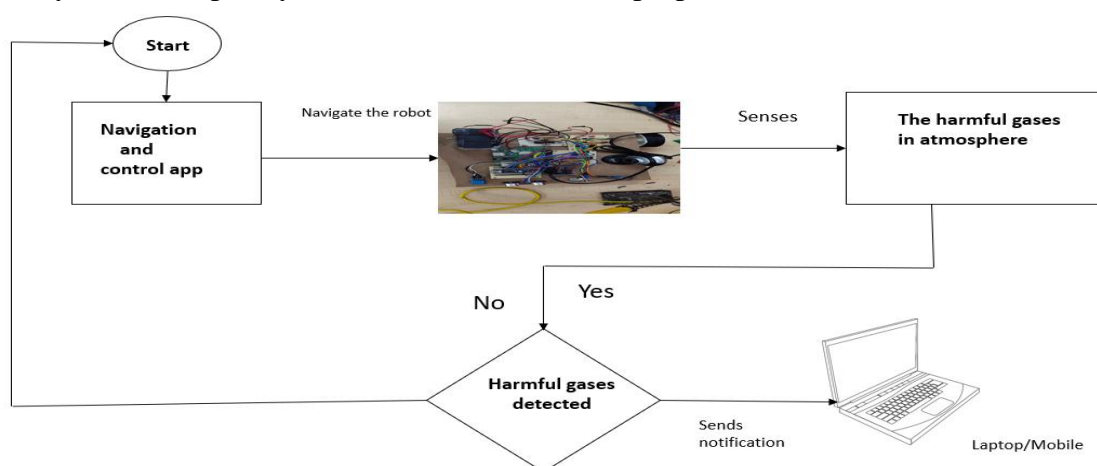 Start
Navigation
and
control app
Navigate the robot
Senses
The harmful gases
in atmosphere
No
Yes
Harmful gases
detected
Sends
notification
Laptop/Mobile